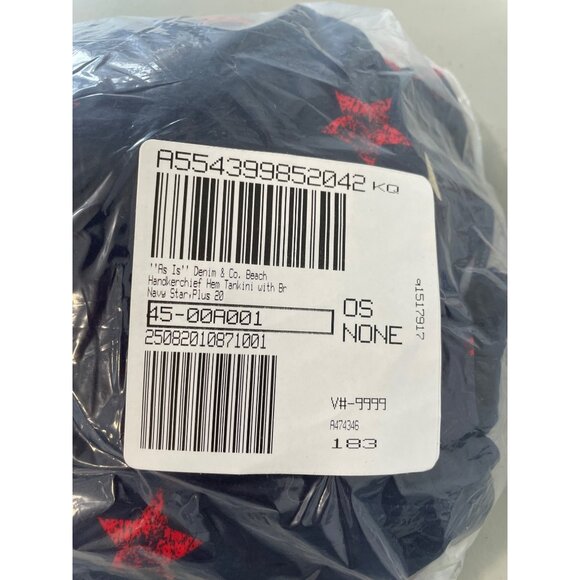 A554399852042 KQ
"As Is" Denim & Co. Beach
Handkerchief Hem Tankini with Br
Navy Star,Plus 20
45-00A001
25082010871001
OS
NONE
V#-9999
A474346
183
q1517917